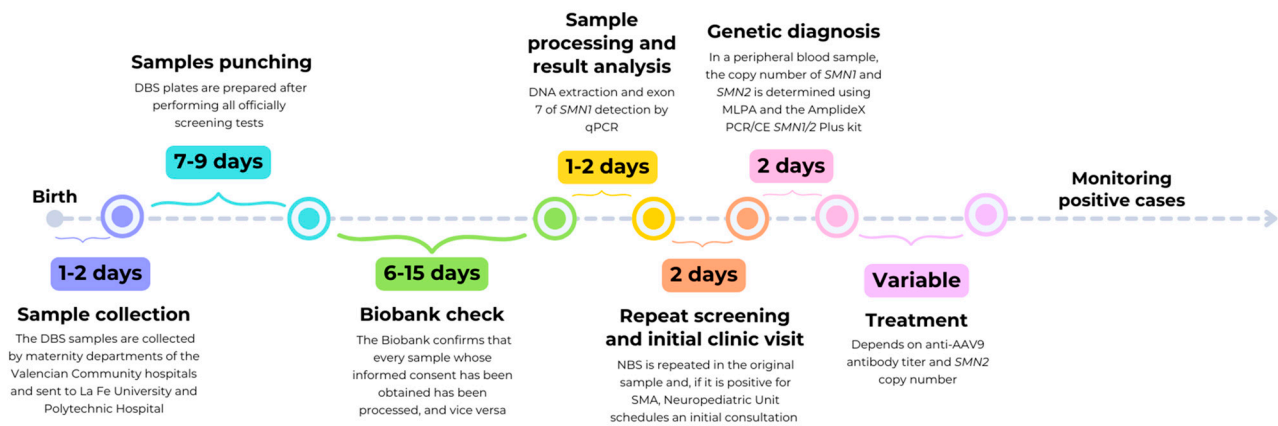 Birth
1-2 days
Sample collection
The DBS samples are collected
by maternity departments of the
Valencian Community hospitals
and sent to La Fe University and
Polytechnic Hospital
Samples punching
DBS plates are prepared after
performing all officially
screening tests
7-9 days
6-15 days
Biobank check
The Biobank confirms that
every sample whose
informed consent has been
obtained has been
processed, and vice versa
Sample
processing and
result analysis
DNA extraction and exon
7 of SMN1 detection by
qPCR
1-2 days
2 days
Repeat screening
and initial clinic visit
NBS is repeated in the original
sample and, if it is positive for
SMA, Neuropediatric Unit
schedules an initial consultation
Genetic diagnosis
In a peripheral blood sample,
the copy number of SMN1 and
SMN2 is determined using
MLPA and the AmplideX
PCR/CE SMN1/2 Plus kit
2 days
Variable
Treatment
Depends on anti-AAV9
antibody titer and SMN2
copy number
Monitoring
positive cases